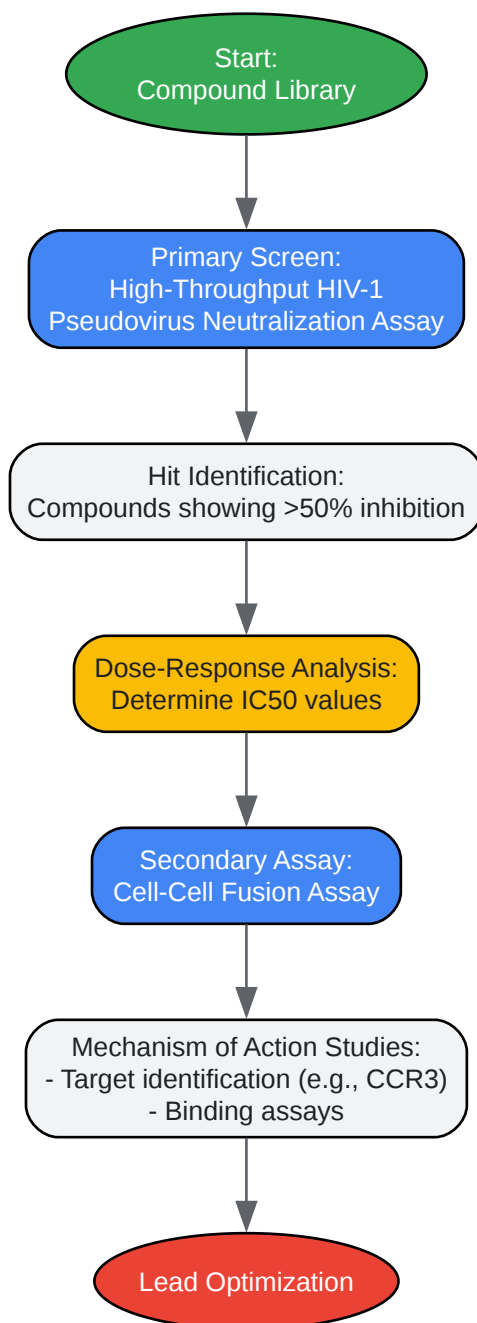 Start:
Compound Library
Primary Screen:
High-Throughput HIV-1
Pseudovirus Neutralization Assay
Hit Identification:
Compounds showing >50% inhibition
Dose-Response Analysis:
Determine IC50 values
Secondary Assay:
Cell-Cell Fusion Assay
Mechanism of Action Studies:
- Target identification (e.g., CCR3)
- Binding assays
Lead Optimization